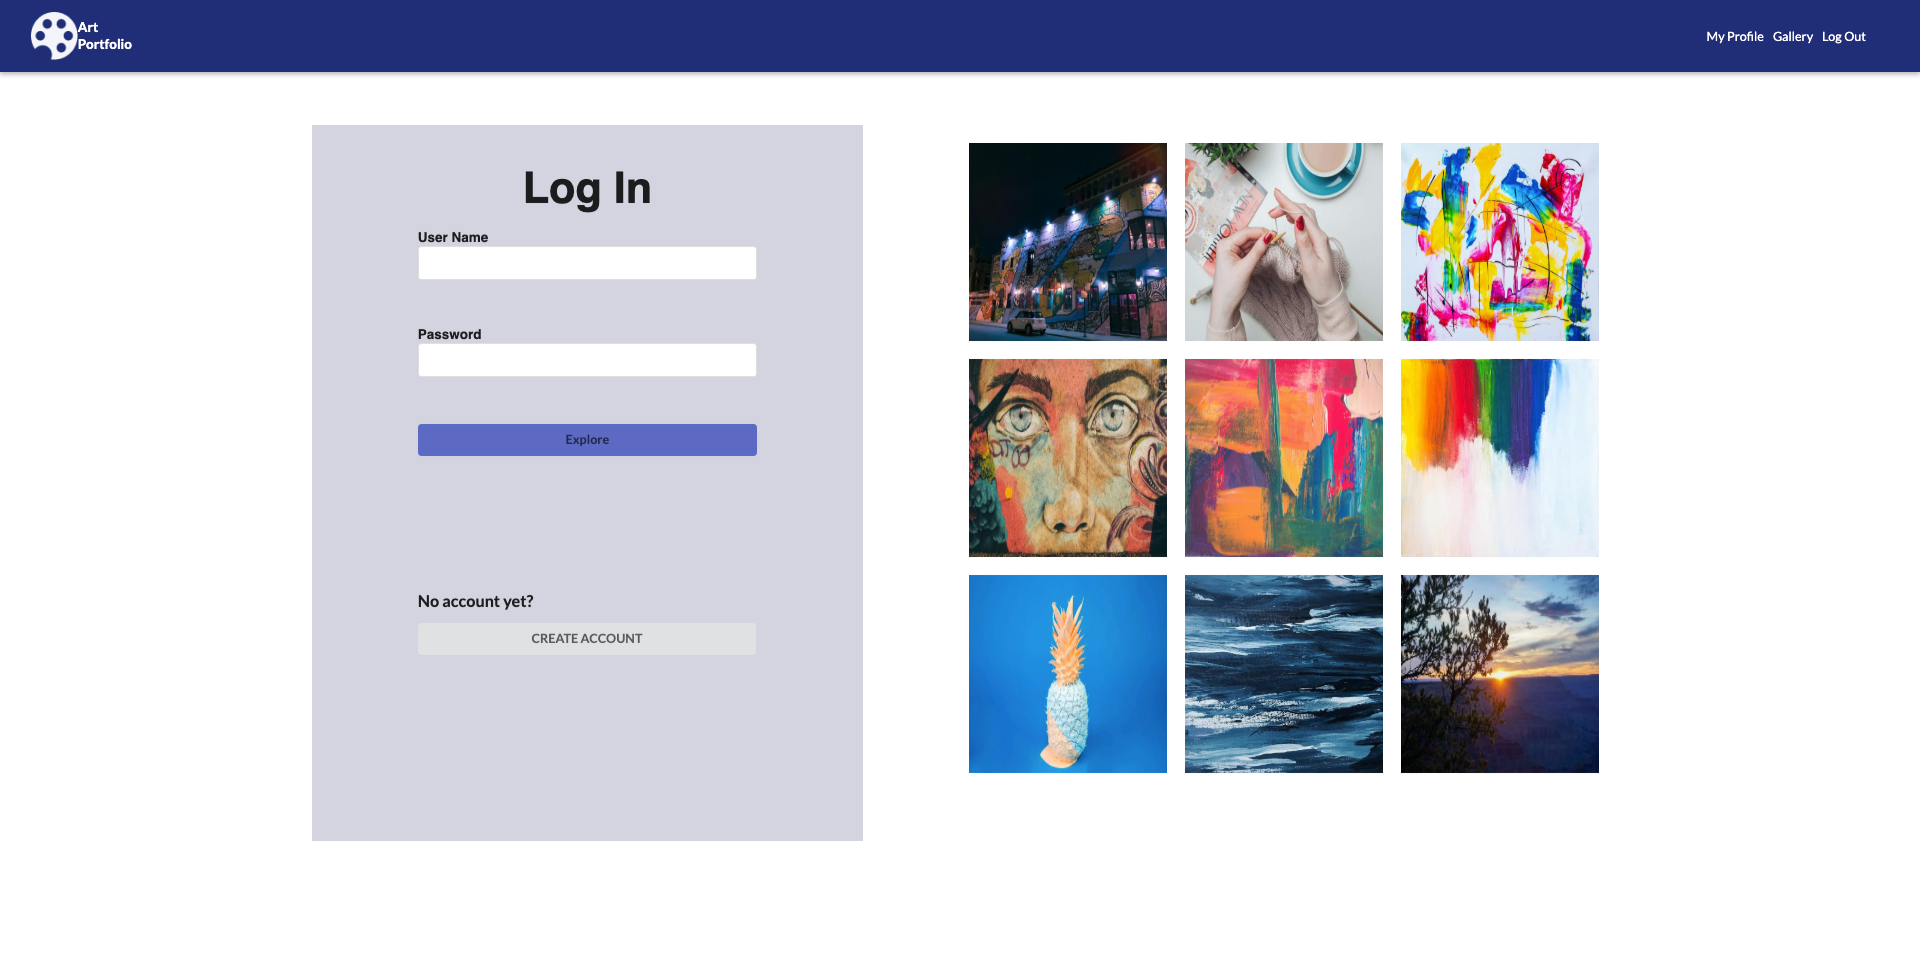 Art
Portfolio
My Profile Gallery Log Out
Log In
User Name
Password
Explore
No account yet?
CREATE ACCOUNT